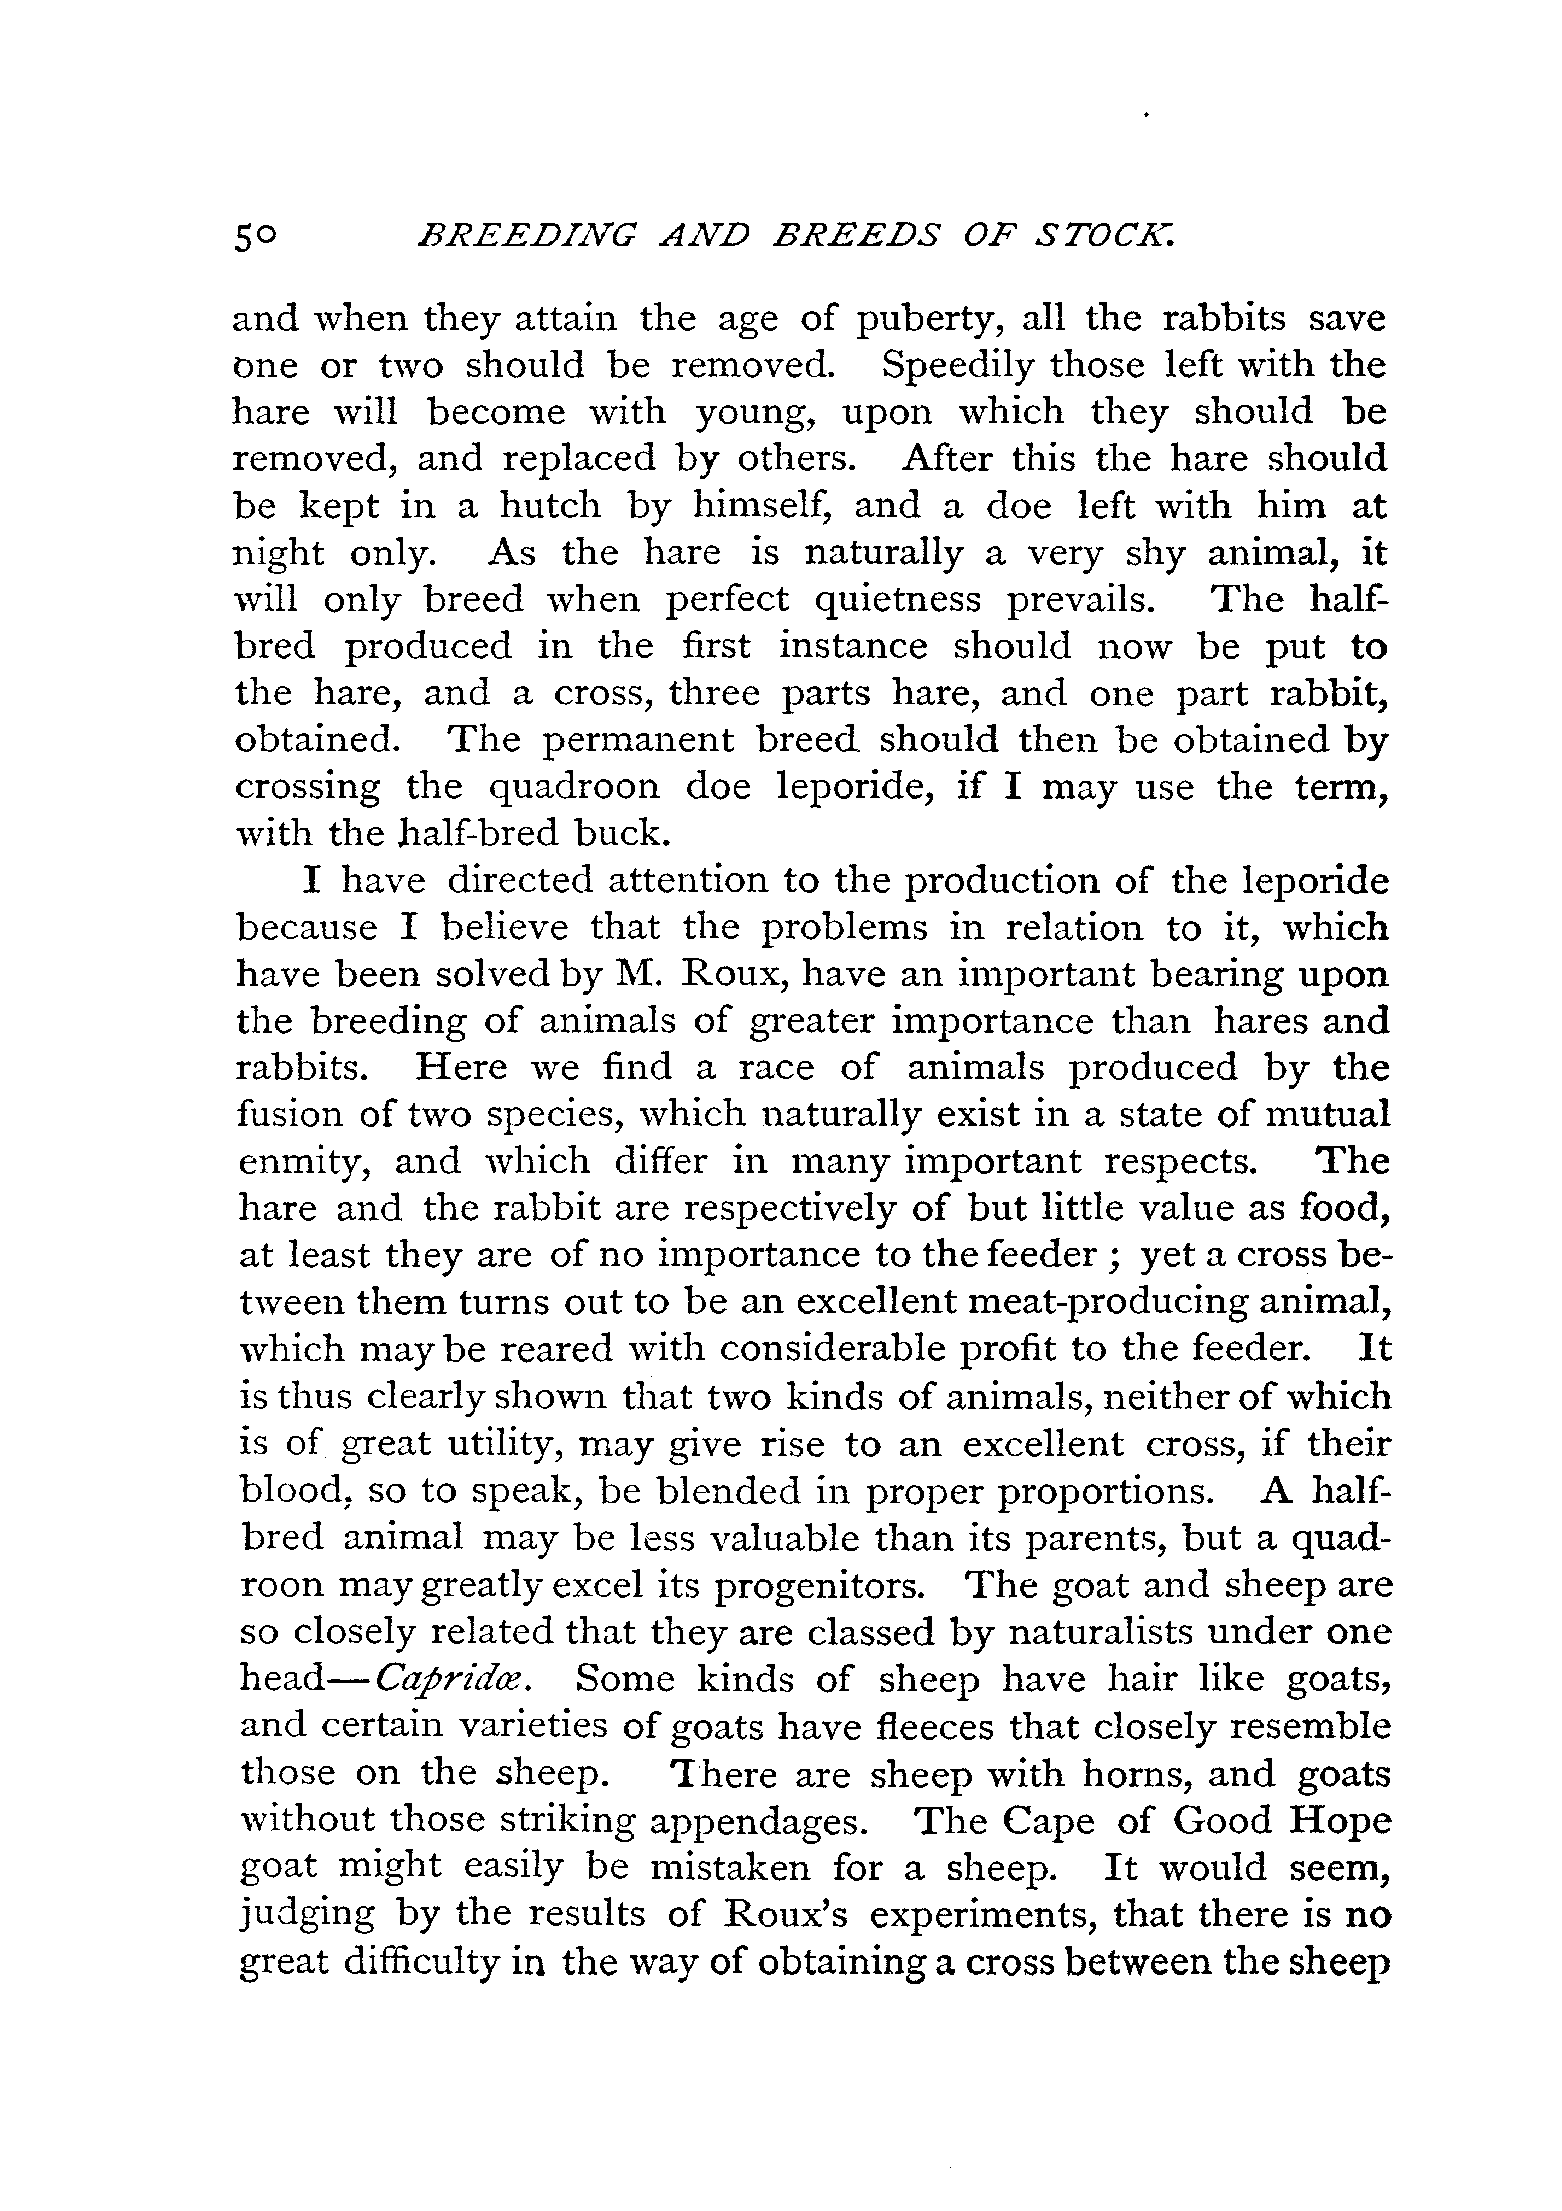 50 BREEDING AND BREEDS OF STOCK.
and when they attain the age of puberty, all the rabbits save
one or two should be removed. Speedily those left with the
hare will become with young, upon which they should be
removed, and replaced by others. After this the hare should
be kept in a hutch by himself, and a doe left with him at
night only. As the hare is naturally a very shy animal, it
will only breed when perfect quietness prevails. The half-
bred produced in the first instance should now be put to
the hare, and a cross, three parts hare, and one part rabbit,
obtained. The permanent breed should then be obtained by
crossing the quadroon doe leporide, if I may use the term,
with the half-bred buck.
I have directed attention to the production of the leporide
because I believe that the problems in relation to it, which
have been solved by M. Roux, have an important bearing upon
the breeding of animals of greater importance than hares and
rabbits. Here we find a race of animals produced by the
fusion of two species, which naturally exist in a state of mutual
enmity, and which differ in many important respects. The
hare and the rabbit are respectively of but little value as food,
at least they are of no importance to the feeder ; yet a cross be-
tween them turns out to be an excellent meat-producing animal,
which may be reared with considerable profit to the feeder. It
is thus clearly shown that two kinds of animals, neither of which
is of great utility, may give rise to an excellent cross, if their
blood, so to speak, be blended in proper proportions. A half-
bred animal may be less valuable than its parents, but a quad-
roon may greatly excel its progenitors. The goat and sheep are
so closely related that they are classed by naturalists under one
head—Capridœ. Some kinds of sheep have hair like goats,
and certain varieties of goats have fleeces that closely resemble
those on the sheep. There are sheep with horns, and goats
without those striking appendages. The Cape of Good Hope
goat might easily be mistaken for a sheep. It would seem,
judging by the results of Roux's experiments, that there is no
great difficulty in the way of obtaining a cross between the sheep